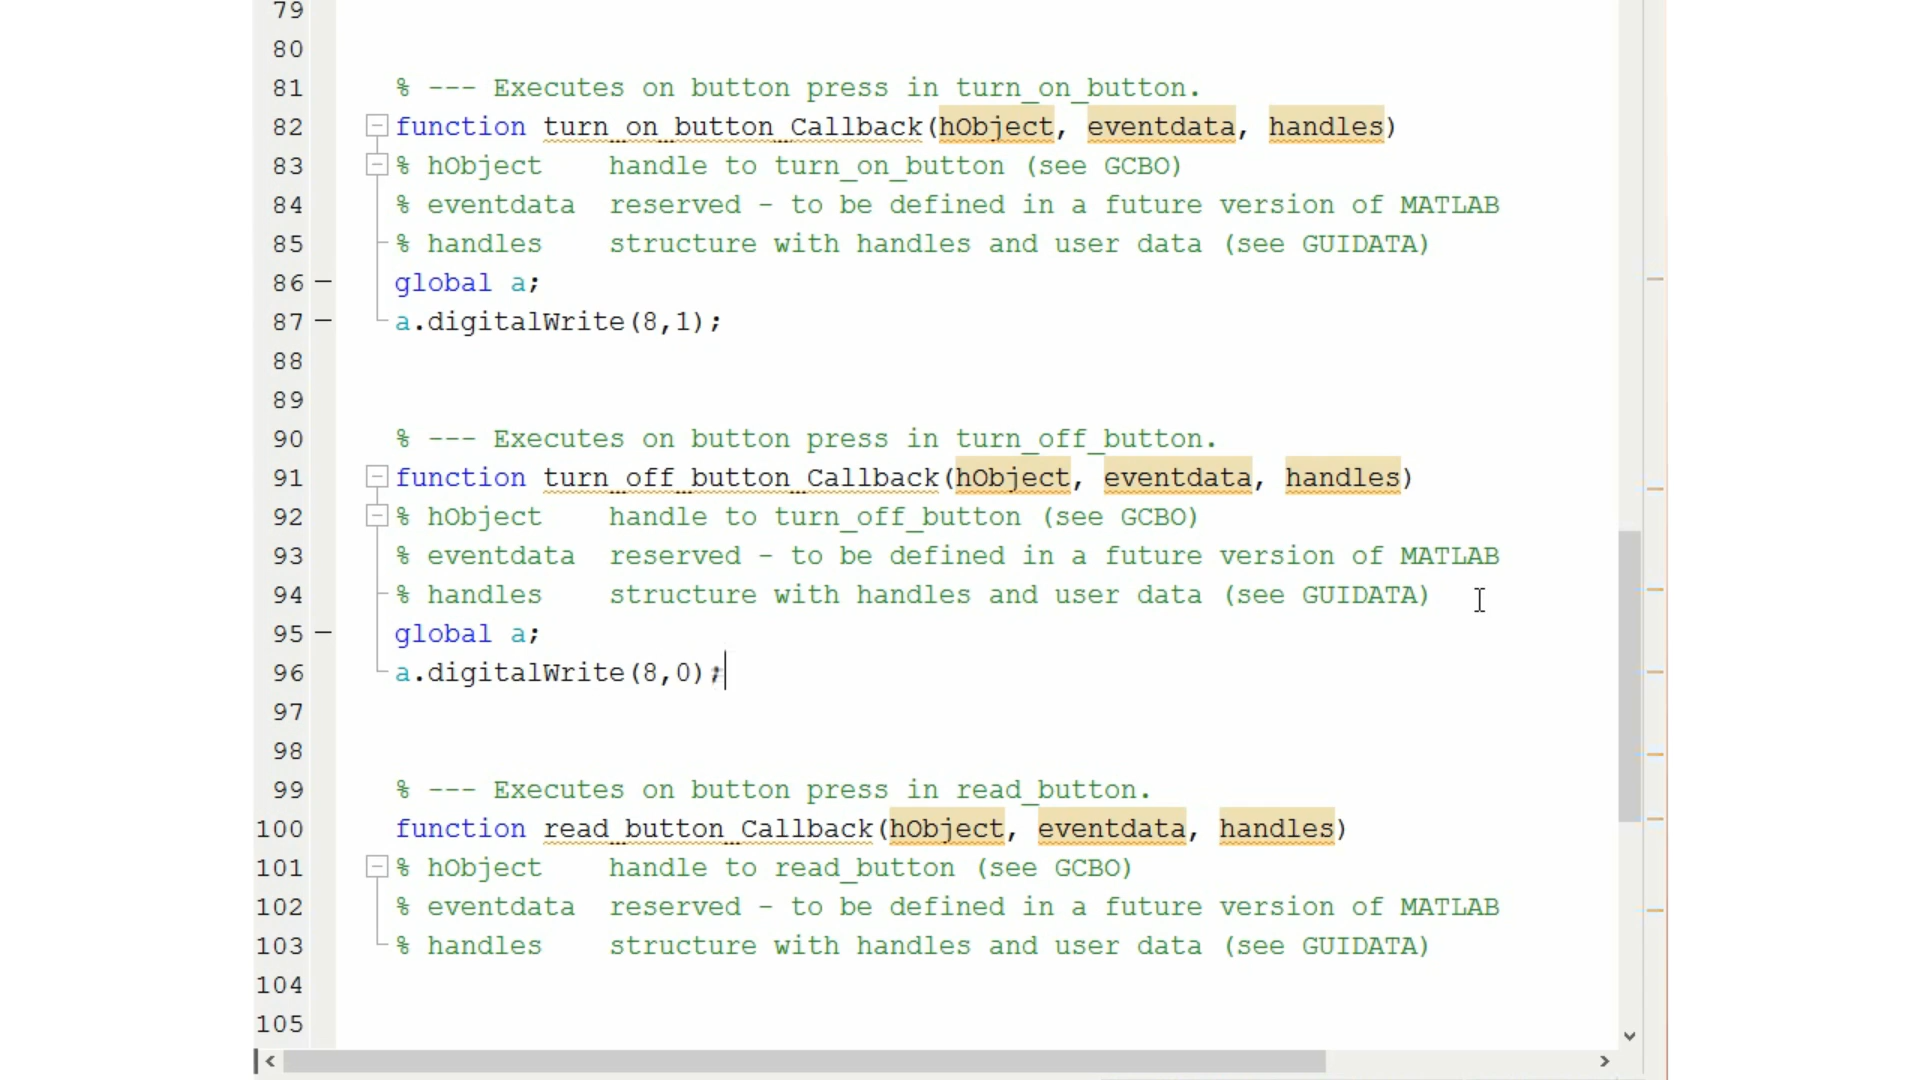 79
80
81 % --- Executes on button press in turn_on_button.
82 function turn_on_button_Callback(hObject, eventdata, handles)
83 % hObject    handle to turn_on_button (see GCBO)
84 % eventdata  reserved - to be defined in a future version of MATLAB
85 % handles    structure with handles and user data (see GUIDATA)
86 global a;
87 a.digitalWrite(8,1);
88
89
90 % --- Executes on button press in turn_off_button.
91 function turn_off_button_Callback(hObject, eventdata, handles)
92 % hObject    handle to turn_off_button (see GCBO)
93 % eventdata  reserved - to be defined in a future version of MATLAB
94 % handles    structure with handles and user data (see GUIDATA)
95 global a;
96 a.digitalWrite(8,0);
97
98
99 % --- Executes on button press in read_button.
100 function read_button_Callback(hObject, eventdata, handles)
101 % hObject    handle to read_button (see GCBO)
102 % eventdata  reserved - to be defined in a future version of MATLAB
103 % handles    structure with handles and user data (see GUIDATA)
104
105